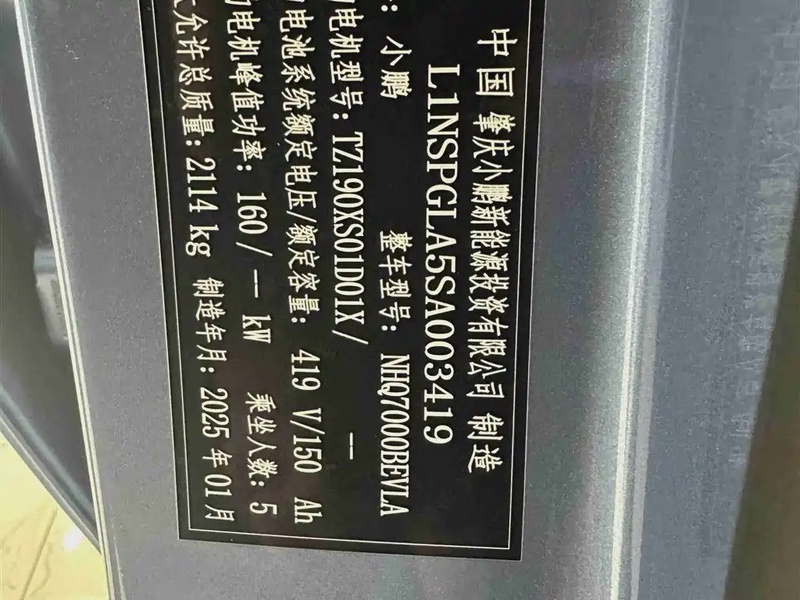 中国 肇庆小鹏新能源投资有限公司 制造
L1NSPGLA5SA003419
: 小鹏 整车型号: NHQ7000BEVLA
电机型号: TZ190XS01D01X/ --
电池系统额定电压/额定容量: 419 V/150 Ah
电机峰值功率: 160/-- kW 乘坐人数: 5
允许总质量: 2114 kg 制造年月: 2025 年 01 月